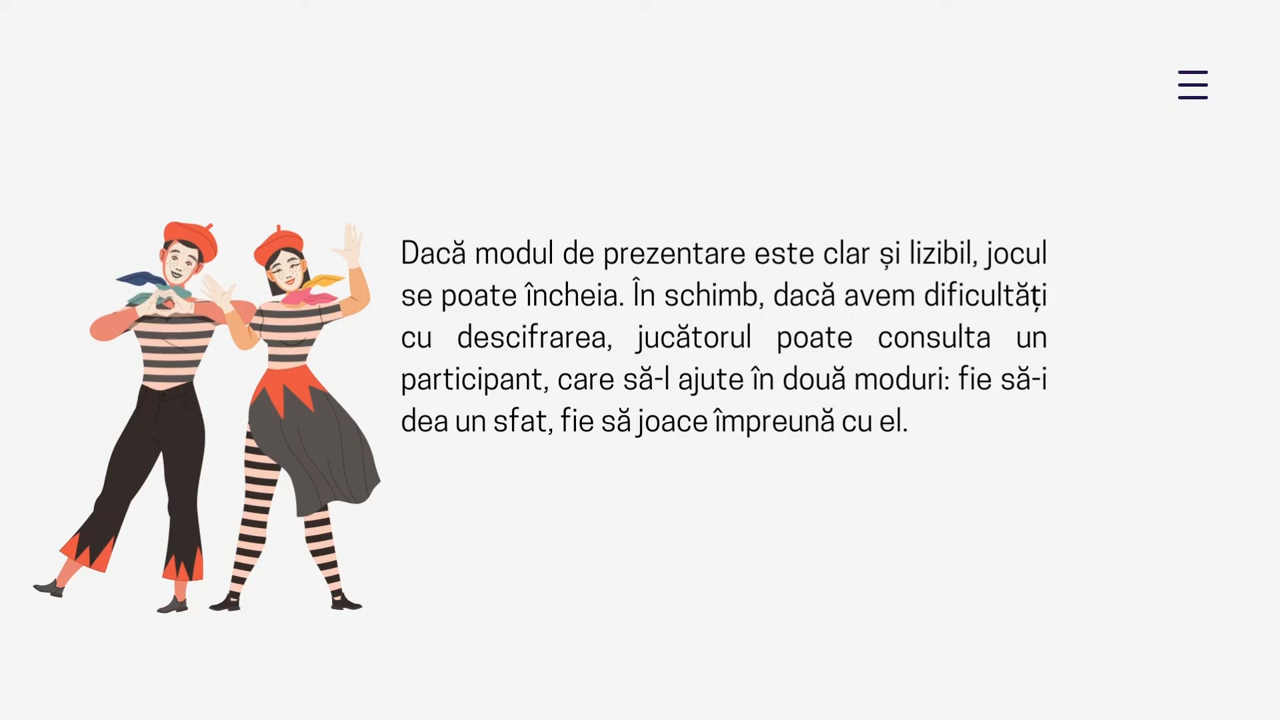 Dacă modul de prezentare este clar și lizibil, jocul
se poate încheia. În schimb, dacă avem dificultăți
cu descifrarea, jucătorul poate consulta un
participant, care să-l ajute în două moduri: fie să-i
dea un sfat, fie să joace împreună cu el.